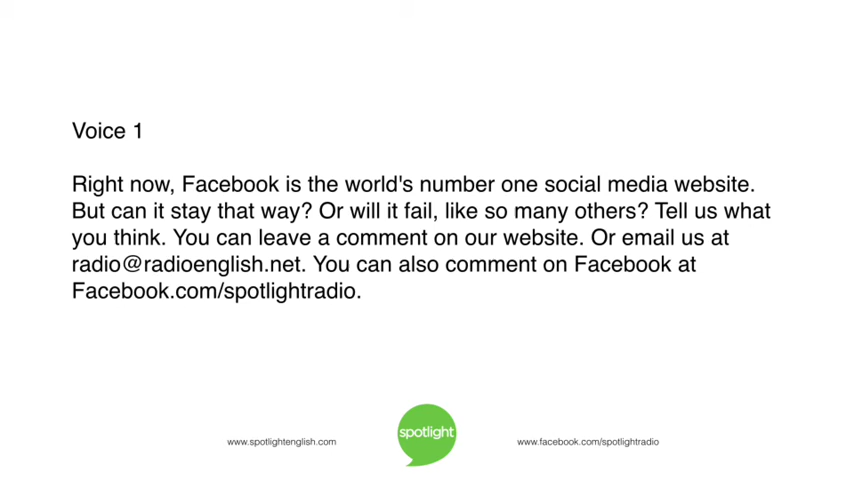 Voice 1
Right now, Facebook is the world's number one social media website.
But can it stay that way? Or will it fail, like so many others? Tell us what
you think. You can leave a comment on our website. Or email us at
radio@radioenglish.net. You can also comment on Facebook at
Facebook.com/spotlightradio.
www.spotlightenglish.com
spotlight
www.facebook.com/spotlightradio